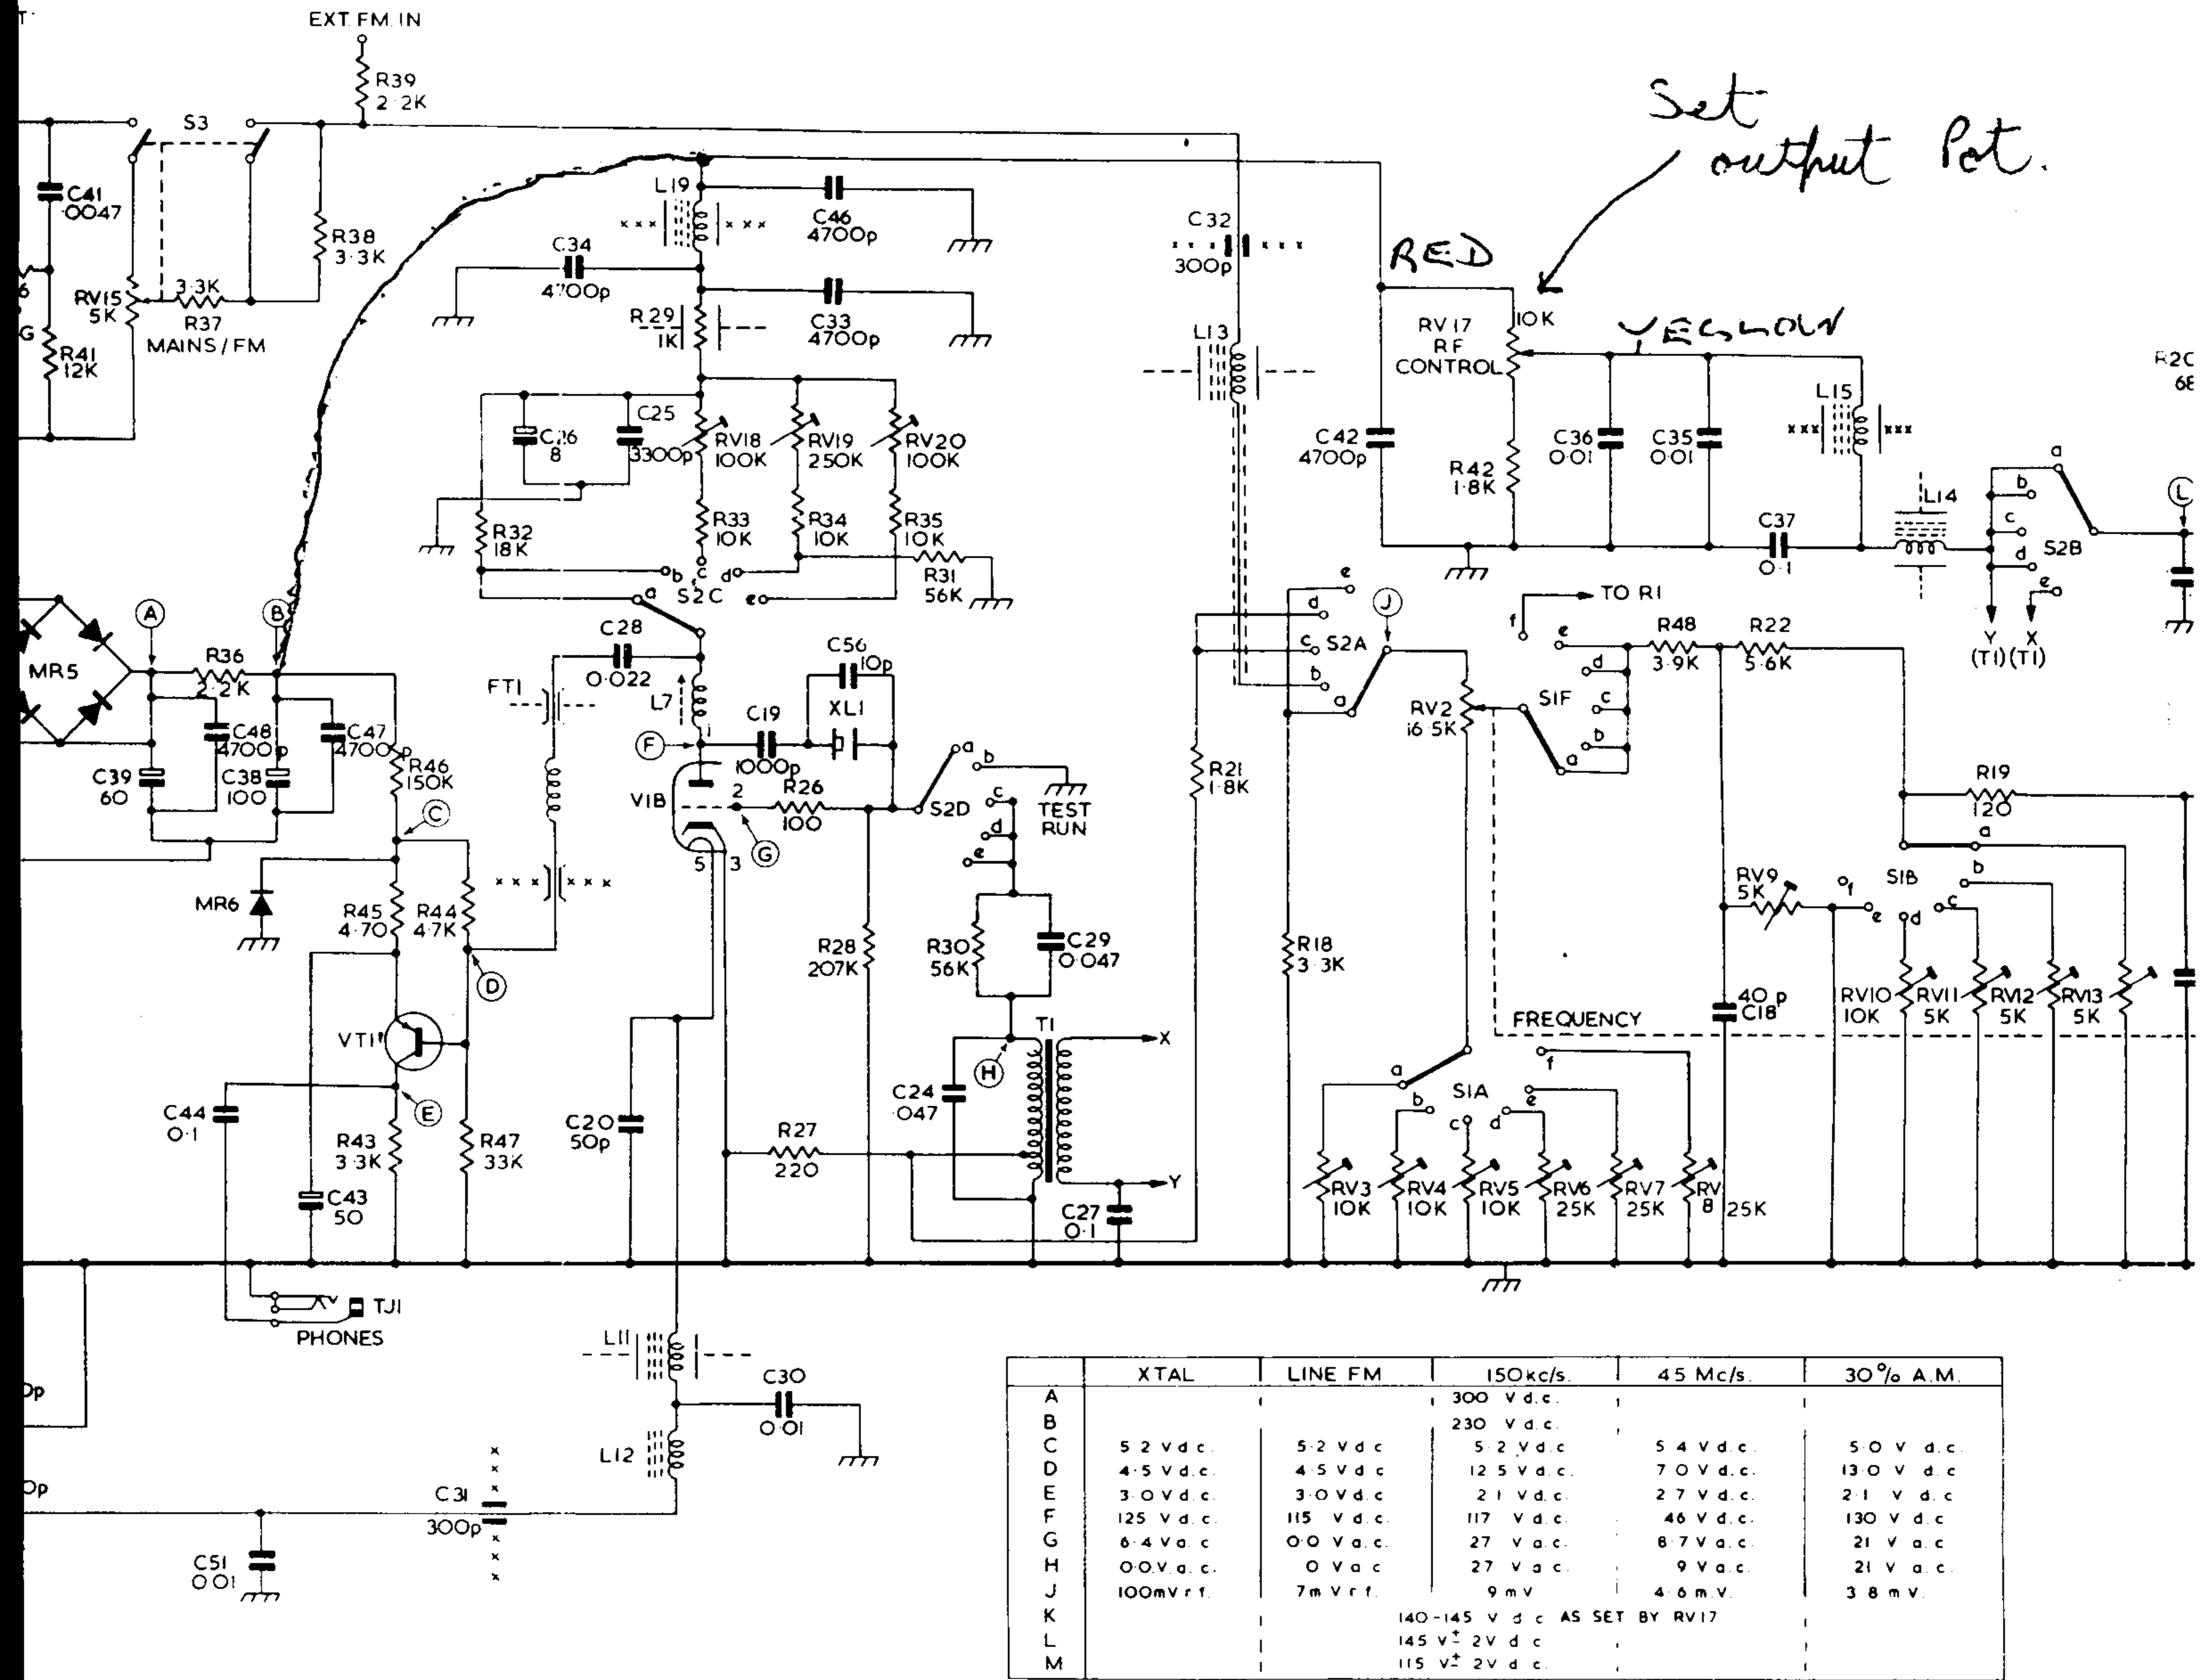 EXT. FM. IN
R39
2·2K
S3
Set
output Pot.
C41
·0047
R38
3·3K
L19
C46
4700p
C34
4700p
C32
300p
RED
RV15
5K
3.3K
R37
MAINS/FM
R29
1K
C33
4700p
L13
RV17
RF
CONTROL
10K
YELLOW
R41
12K
L15
C26
8
C25
3300p
RV18
100K
RV19
250K
RV20
100K
C42
4700p
R42
1·8K
C36
0·01
C35
0·01
L14
R32
18K
R33
10K
R34
10K
R35
10K
R31
56K
C37
0·1
a
b
c
d
e
S2B
L
b c d
a S2C e
A
B
MR5
R36
2·2K
C28
0·022
C56
10p
FT1
L7
XL1
F
C19
1000p
e
d
c S2A
b
a
J
TO R1
f
e
d
c
b
a
S1F
R48
3·9K
R22
5·6K
Y X
(T1) (T1)
RV2
16·5K
C48
4700p
C47
4700p
C39
60
C38
100
R46
150K
V1B
2
R26
100
G
5 3
a b
S2D
c
d
e
TEST
RUN
R21
1·8K
R19
120
C
MR6
R45
4·70
R44
4·7K
D
R28
207K
R30
56K
C29
0·047
R18
3·3K
RV9
5K
f S1B
a
b
c
d
e
40p
C18
RV10
10K
RV11
5K
RV12
5K
RV13
5K
VT1
T1
X
H
FREQUENCY
E
C44
0·1
R43
3·3K
R47
33K
C20
50p
C24
·047
R27
220
Y
C27
0·1
a S1A f
b c d e
RV3
10K
RV4
10K
RV5
10K
RV6
25K
RV7
25K
RV
8 25K
C43
50
TJ1
PHONES
L11
C30
0·01
L12
C31
300p
C51
0·01
XTAL LINE FM 150kc/s. 45 Mc/s. 30% A.M.
A 300 V d.c.
B 230 V d.c.
C 5·2 V d.c. 5·2 V d.c 5·2 V d.c 5·4 V d.c. 5·0 V d.c.
D 4·5 V d.c. 4·5 V d.c 12·5 V d.c. 7·0 V d.c. 13·0 V d.c
E 3·0 V d.c. 3·0 V d.c 2·1 V d.c. 2·7 V d.c. 2·1 V d.c
F 125 V d.c. 115 V d.c. 117 V d.c. 46 V d.c. 130 V d.c
G 6·4 V a.c 0·0 V a.c. 27 V a.c. 8·7 V a.c. 21 V a.c
H 0·0 V a.c. 0 V a c 27 V a c. 9 V a.c. 21 V a.c.
J 100mV r f. 7m V r f. 9 mV 4·6 m.V. 3·8 m V.
K 140-145 V d c AS SET BY RV17
L 145 V± 2V d c
M 115 V± 2V d c.